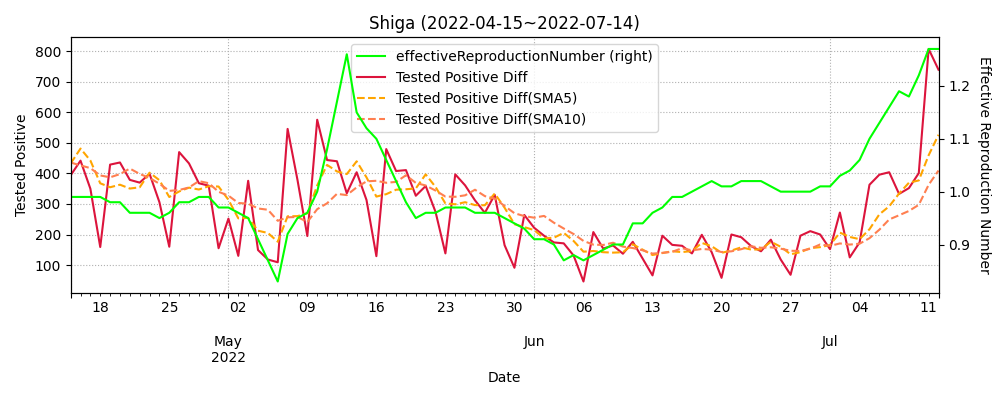 Shiga (2022-04-15~2022-07-14)
effectiveReproductionNumber (right)
Tested Positive Diff
Tested Positive Diff(SMA5)
Tested Positive Diff(SMA10)
Tested Positive
800
700
600
500
400
300
200
100
Effective Reproduction Number
1.2
1.1
1.0
0.9
18 25 02 09 16 23 30 06 13 20 27 04 11
May Jun Jul
2022
Date